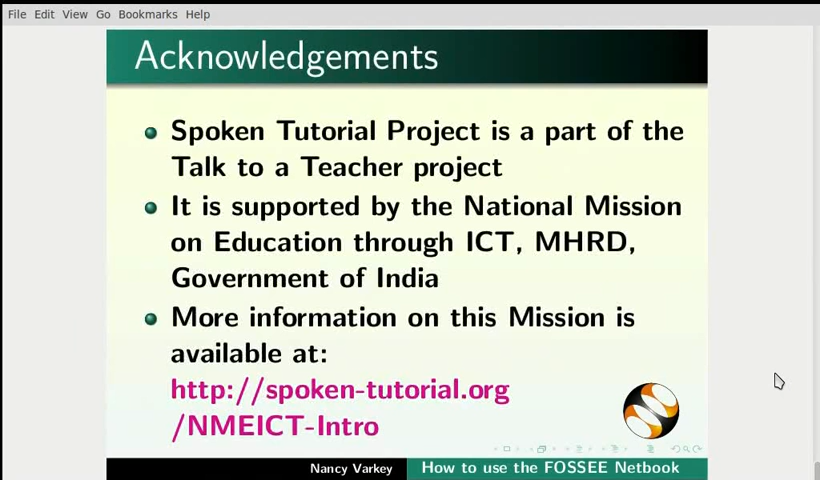 File Edit View Go Bookmarks Help
Acknowledgements
Spoken Tutorial Project is a part of the
Talk to a Teacher project
It is supported by the National Mission
on Education through ICT, MHRD,
Government of India
More information on this Mission is
available at:
http://spoken-tutorial.org
/NMEICT-Intro
Nancy Varkey How to use the FOSSEE Netbook